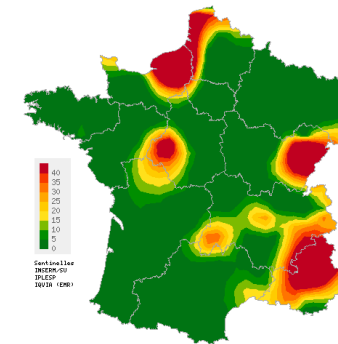 40
35
30
25
20
15
10
5
0
Sentinelles
INSERM/SU
IPLESP
IQVIA (EMR)